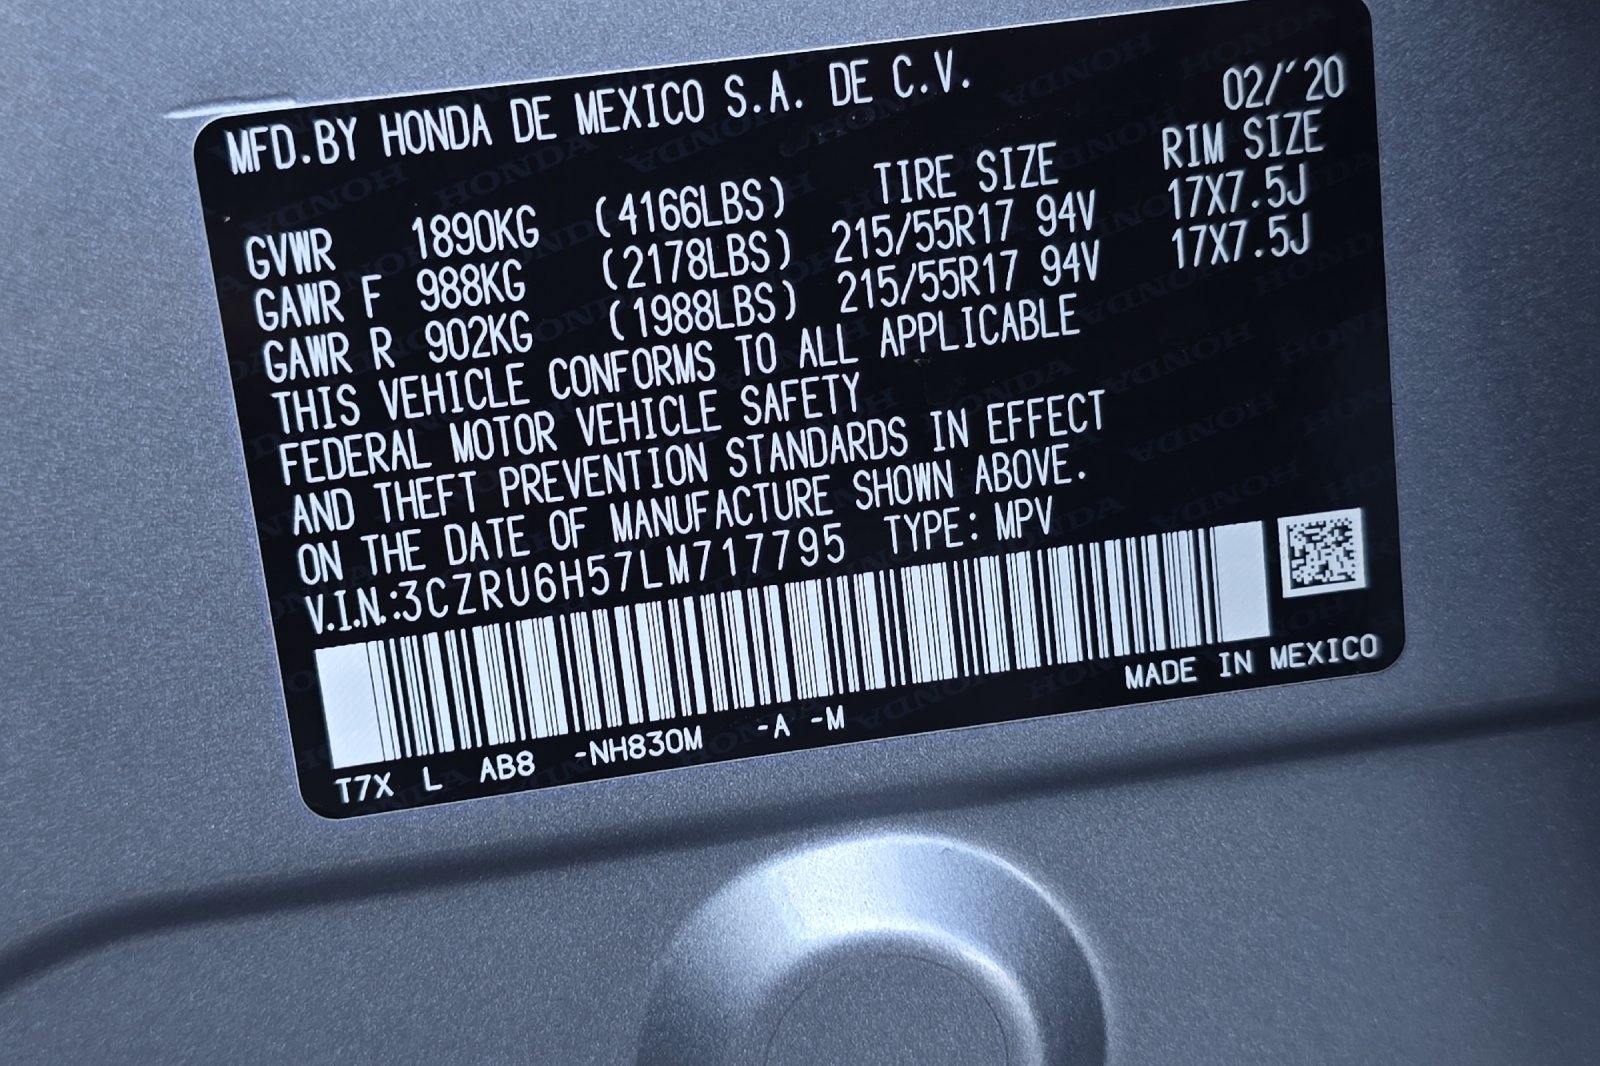 MFD.BY HONDA DE MEXICO S.A. DE C.V. 02/´20
TIRE SIZE RIM SIZE
GVWR 1890KG (4166LBS)
GAWR F 988KG (2178LBS) 215/55R17 94V 17X7.5J
GAWR R 902KG (1988LBS) 215/55R17 94V 17X7.5J
THIS VEHICLE CONFORMS TO ALL APPLICABLE
FEDERAL MOTOR VEHICLE SAFETY
AND THEFT PREVENTION STANDARDS IN EFFECT
ON THE DATE OF MANUFACTURE SHOWN ABOVE.
V.I.N.:3CZRU6H57LM717795 TYPE: MPV
MADE IN MEXICO
T7X L AB8 -NH830M -A -M